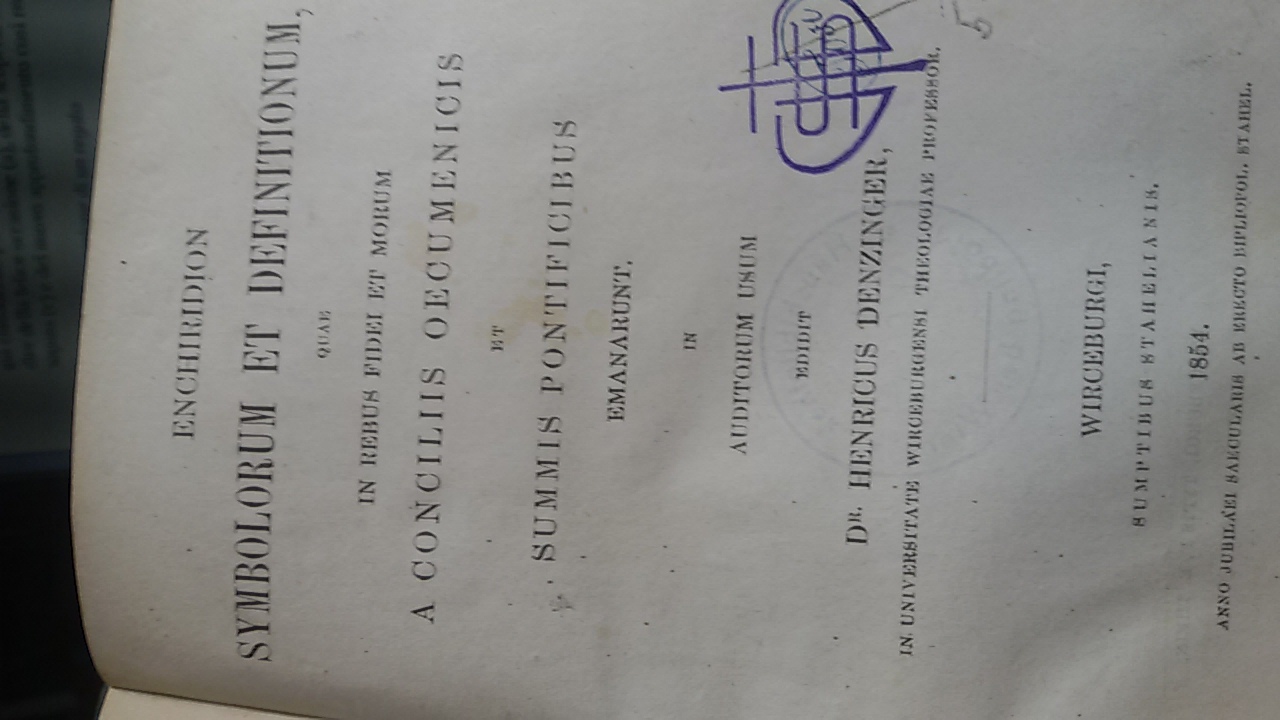 ENCHIRIDION
SYMBOLORUM ET DEFINITIONUM,
QUAE
IN REBUS FIDEI ET MORUM
A CONCILIIS OECUMENICIS
ET
SUMMIS PONTIFICIBUS
EMANARUNT.
IN
AUDITORUM USUM
EDIDIT
DR. HENRICUS DENZINGER,
IN UNIVERSITATE WIRCEBURGENSI THEOLOGIAE PROFESSOR.
WIRCEBURGI,
SUMPTIBUS STAHELIANIS.
1854.
ANNO JUBILAEI SAECULARIS AB ERECTO BIPLIOPOL. STAHEL.